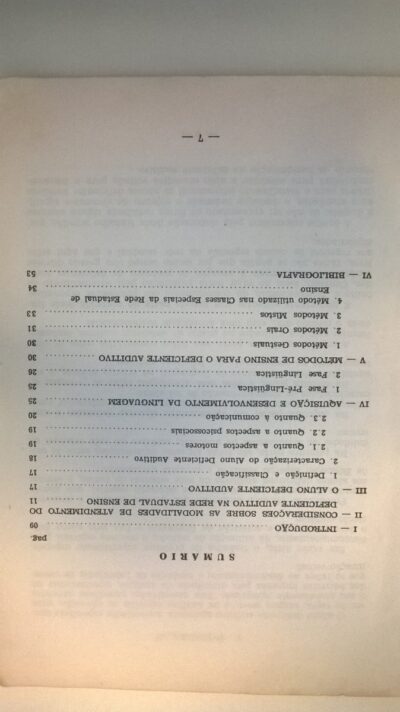 SUMÁRIO
pag.
I — INTRODUÇÃO 09
II — CONSIDERAÇÕES SOBRE AS MODALIDADES DE ATENDIMENTO DO
DEFICIENTE AUDITIVO NA REDE ESTADUAL DE ENSINO 11
III — O ALUNO DEFICIENTE AUDITIVO 17
1. Definição e Classificação 17
2. Caracterização do Aluno Deficiente Auditivo 18
2.1. Quanto a aspectos motores 19
2.2. Quanto a aspectos psicossociais 19
2.3. Quanto à comunicação 20
IV — AQUISIÇÃO E DESENVOLVIMENTO DA LINGUAGEM 25
1. Fase Pré-Lingüística 25
2. Fase Lingüística 26
V — MÉTODOS DE ENSINO PARA O DEFICIENTE AUDITIVO 30
1. Métodos Gestuais 30
2. Métodos Orais 31
3. Métodos Mistos 33
4. Método utilizado nas Classes Especiais da Rede Estadual de
Ensino 34
VI — BIBLIOGRAFIA 53
— 7 —